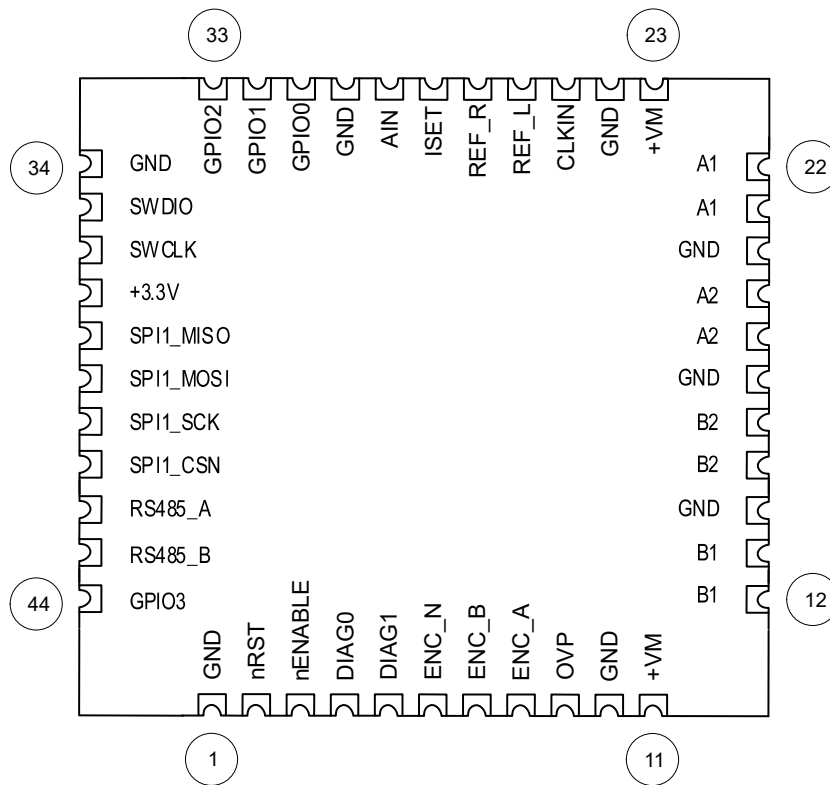 33
23
GPIO2
GPIO1
GPIO0
GND
AIN
ISET
REF_R
REF_L
CLKIN
GND
+VM
34
GND
SWDIO
SWCLK
+3.3V
SPI1_MISO
SPI1_MOSI
SPI1_SCK
SPI1_CSN
RS485_A
RS485_B
GPIO3
44
22
A1
A1
GND
A2
A2
GND
B2
B2
GND
B1
B1
12
GND
nRST
nENABLE
DIAG0
DIAG1
ENC_N
ENC_B
ENC_A
OVP
GND
+VM
1
11